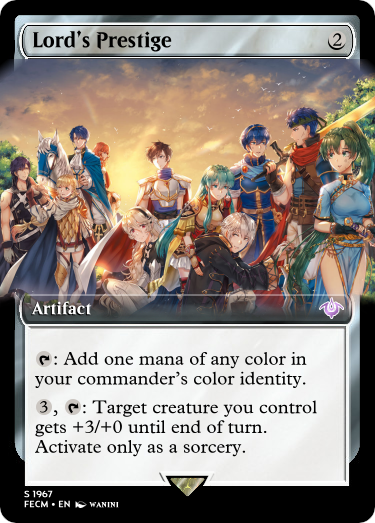 Lord's Prestige 2
Artifact
: Add one mana of any color in
your commander's color identity.
3, : Target creature you control
gets +3/+0 until end of turn.
Activate only as a sorcery.
S 1967
FECM • EN WANINI